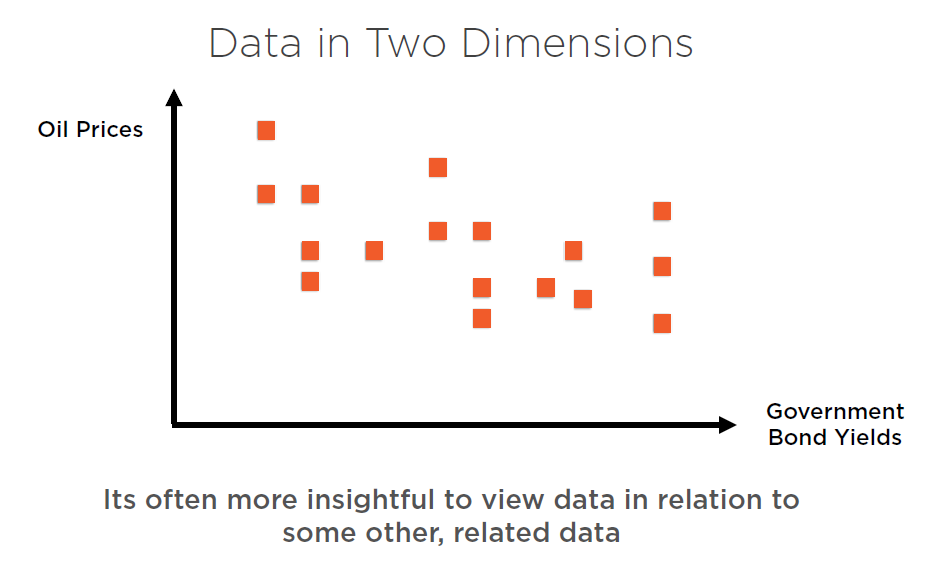 Data in Two Dimensions
Oil Prices
Government
Bond Yields
Its often more insightful to view data in relation to
some other, related data